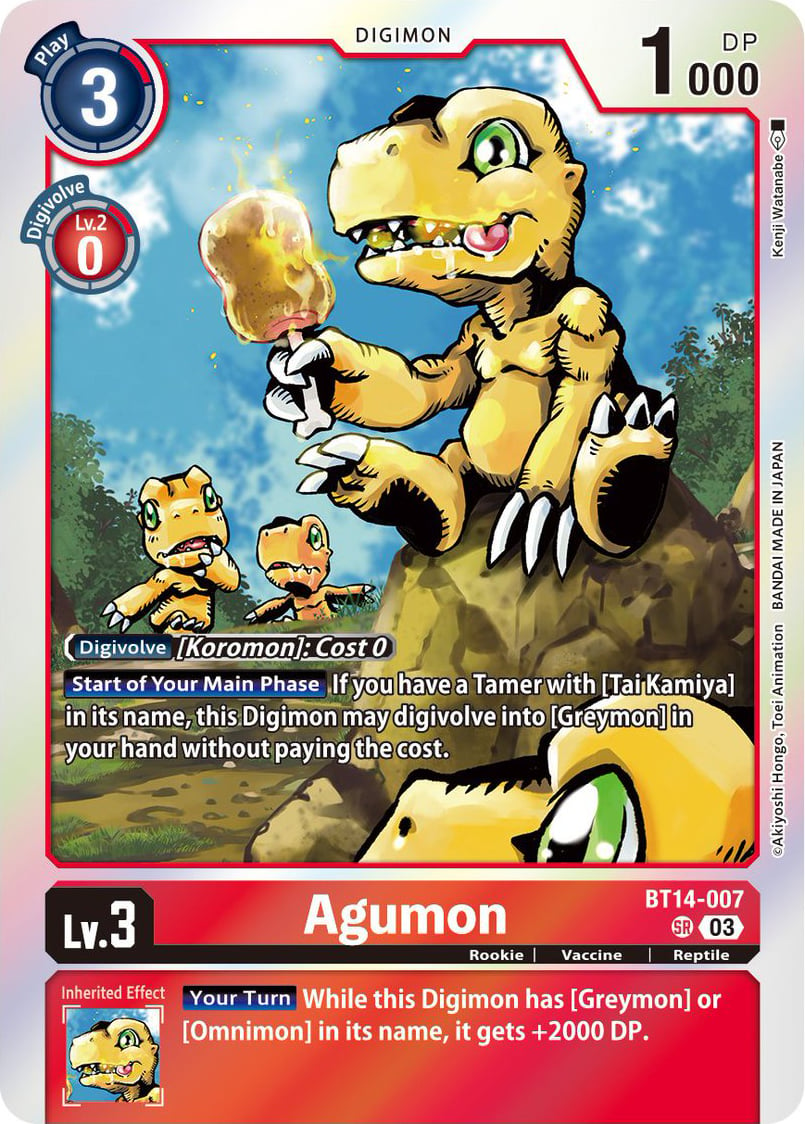 DIGIMON
Play
3
1000
DP
Digivolve
Lv.2
0
Kenji Watanabe
Digivolve [Koromon]: Cost 0
Start of Your Main Phase If you have a Tamer with [Tai Kamiya]
in its name, this Digimon may digivolve into [Greymon] in
your hand without paying the cost.
©Akiyoshi Hongo, Toei Animation BANDAI MADE IN JAPAN
Lv.3
Agumon
BT14-007
SR 03
Rookie | Vaccine | Reptile
Inherited Effect
Your Turn While this Digimon has [Greymon] or
[Omnimon] in its name, it gets +2000 DP.